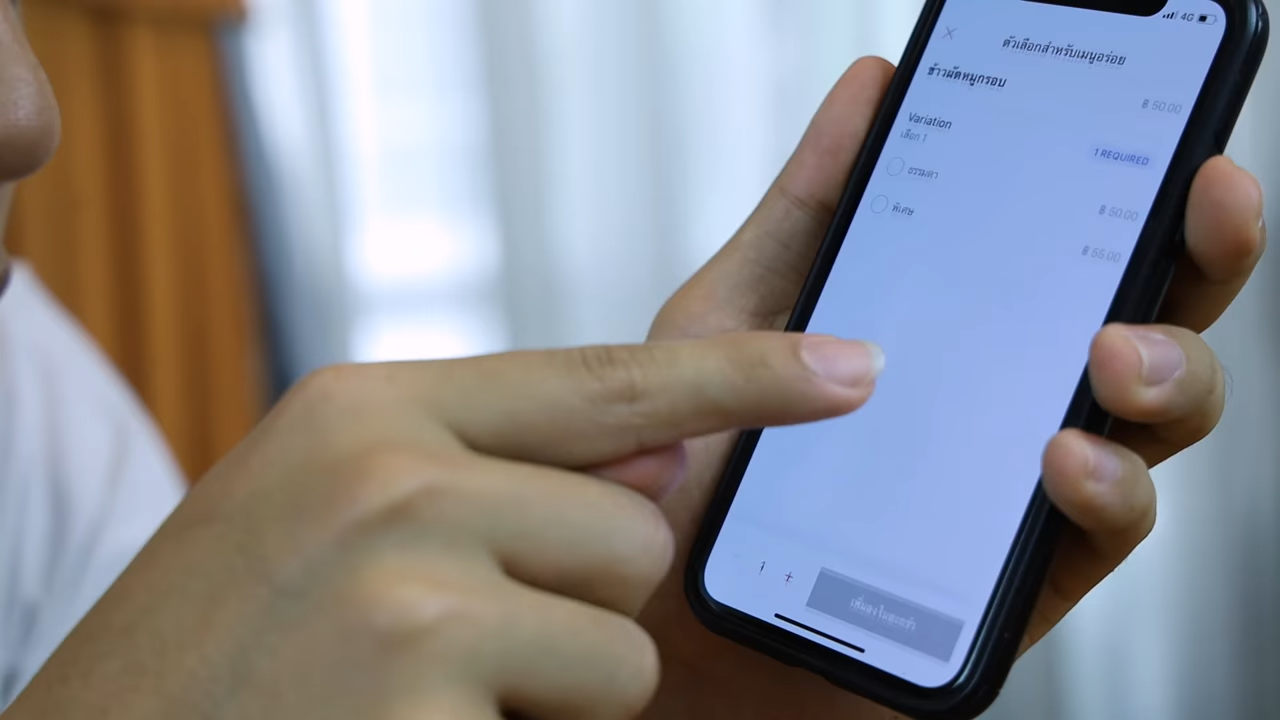 4G
ตัวเลือกสำหรับเมนูอร่อย
ข้าวผัดหมูกรอบ
฿ 50.00
Variation
เลือก 1
1 REQUIRED
ธรรมดา
฿ 50.00
พิเศษ
฿ 55.00
1 +
เพิ่มลงในตะกร้า